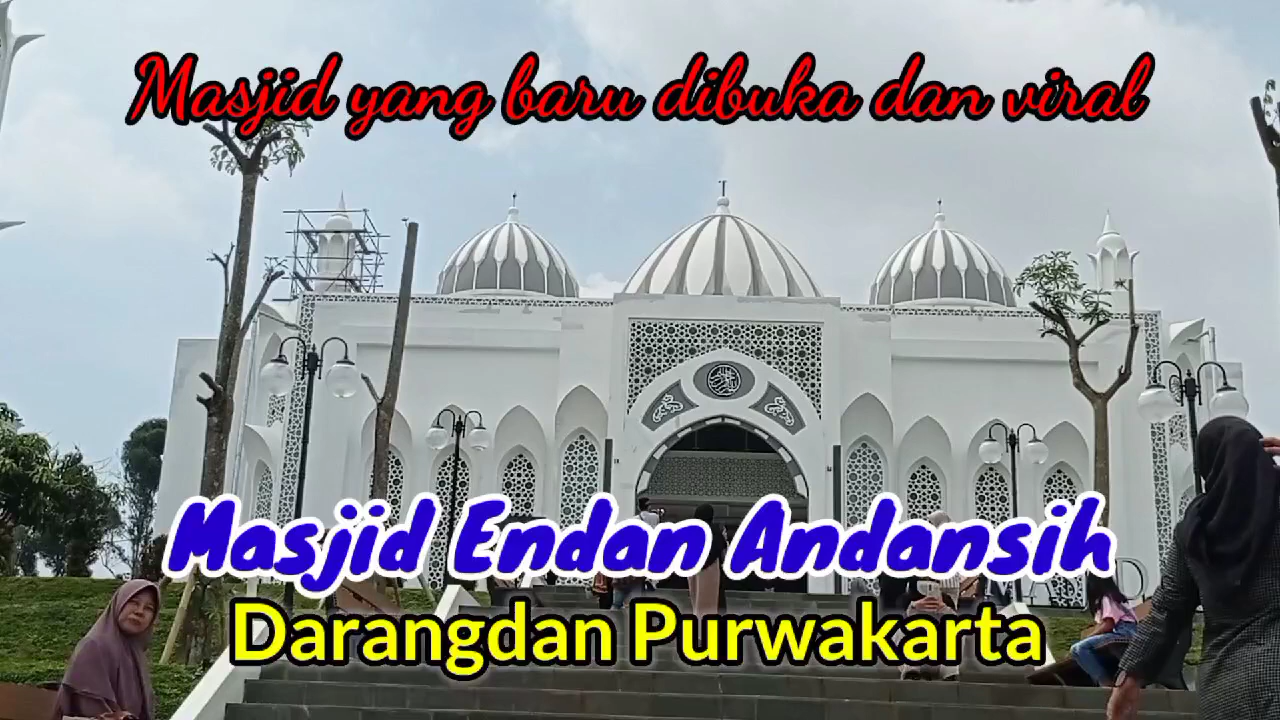 Masjid yang baru dibuka dan viral
Masjid Endan Andansih
Darangdan Purwakarta